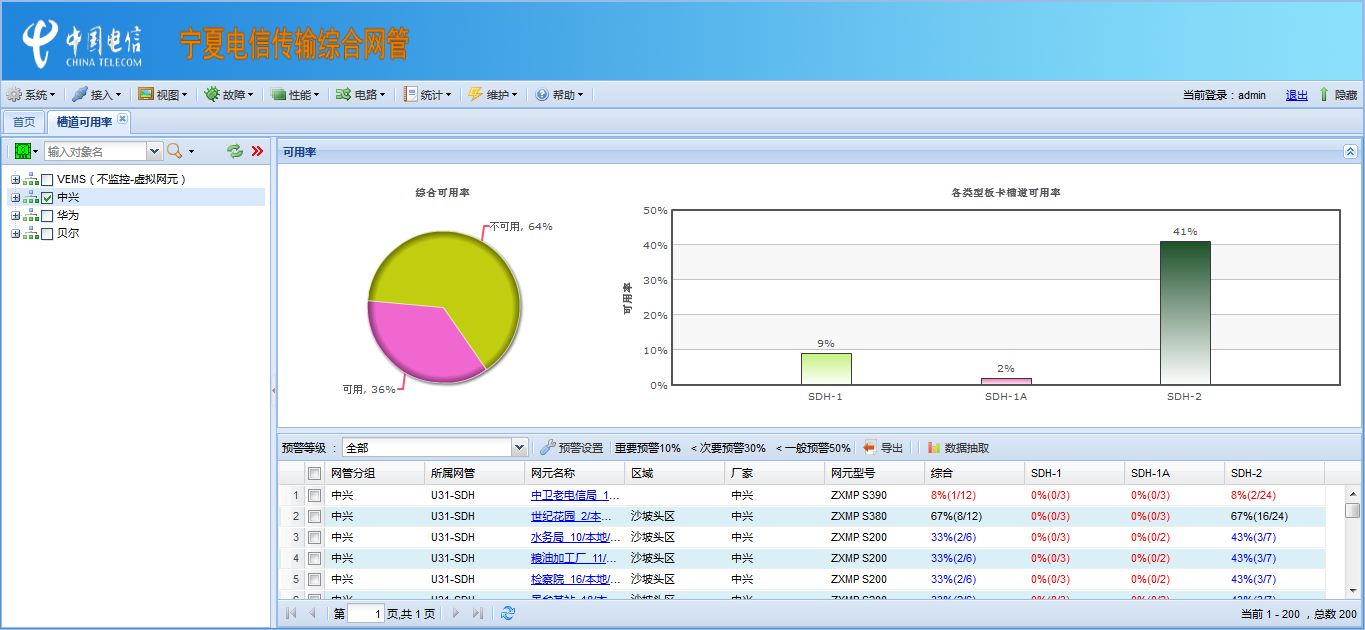 中国电信
CHINA TELECOM
宁夏电信传输综合网管
系统 接入 视图 故障 性能 电路 统计 维护 帮助 当前登录：admin 退出 隐藏
首页 槽道可用率
输入对象名
VEMS（不监控-虚拟网元）
中兴
华为
贝尔
可用率
综合可用率
不可用, 64%
可用, 36%
各类型板卡槽道可用率
可用率
50%
40%
30%
20%
10%
0%
9%
2%
41%
SDH-1 SDH-1A SDH-2
预警等级 ： 全部 预警设置 重要预警10% ＜次要预警30% ＜一般预警50% 导出 数据抽取
网管分组 所属网管 网元名称 区域 厂家 网元型号 综合 SDH-1 SDH-1A SDH-2
1 中兴 U31-SDH 中卫老电信局_1... 中兴 ZXMP S390 8%(1/12) 0%(0/3) 0%(0/3) 8%(2/24)
2 中兴 U31-SDH 世纪花园_2/本... 沙坡头区 中兴 ZXMP S380 67%(8/12) 0%(0/3) 0%(0/3) 67%(16/24)
3 中兴 U31-SDH 水务局_10/本地/... 沙坡头区 中兴 ZXMP S200 33%(2/6) 0%(0/3) 0%(0/2) 43%(3/7)
4 中兴 U31-SDH 粮油加工厂_11/... 沙坡头区 中兴 ZXMP S200 33%(2/6) 0%(0/3) 0%(0/2) 43%(3/7)
5 中兴 U31-SDH 检察院_16/本地/... 沙坡头区 中兴 ZXMP S200 33%(2/6) 0%(0/3) 0%(0/2) 43%(3/7)
第 1 页,共 1 页 当前 1 - 200 ，总数 200